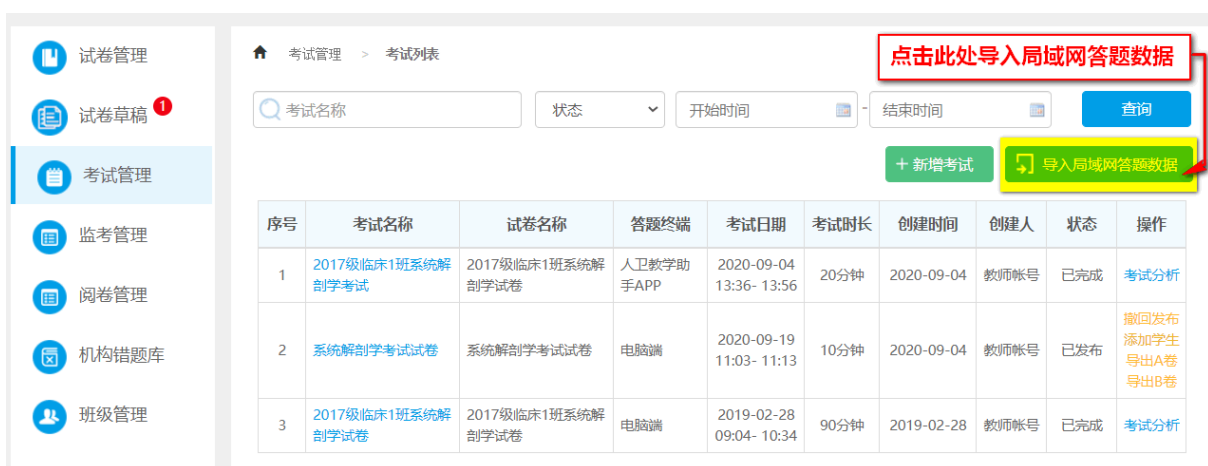 试卷管理
试卷草稿 1
考试管理
监考管理
阅卷管理
机构错题库
班级管理
考试管理 > 考试列表
点击此处导入局域网答题数据
考试名称 状态 开始时间 - 结束时间 查询
+ 新增考试 导入局域网答题数据
序号 考试名称 试卷名称 答题终端 考试日期 考试时长 创建时间 创建人 状态 操作
1 2017级临床1班系统解 2017级临床1班系统解 人卫教学助 2020-09-04 20分钟 2020-09-04 教师帐号 已完成 考试分析
剖学考试 剖学试卷 手APP 13:36- 13:56
2 系统解剖学考试试卷 系统解剖学考试试卷 电脑端 2020-09-19 10分钟 2020-09-04 教师帐号 已发布 撤回发布
11:03- 11:13 添加学生
导出A卷
导出B卷
3 2017级临床1班系统解 2017级临床1班系统解 电脑端 2019-02-28 90分钟 2019-02-28 教师帐号 已完成 考试分析
剖学试卷 剖学试卷 09:04- 10:34